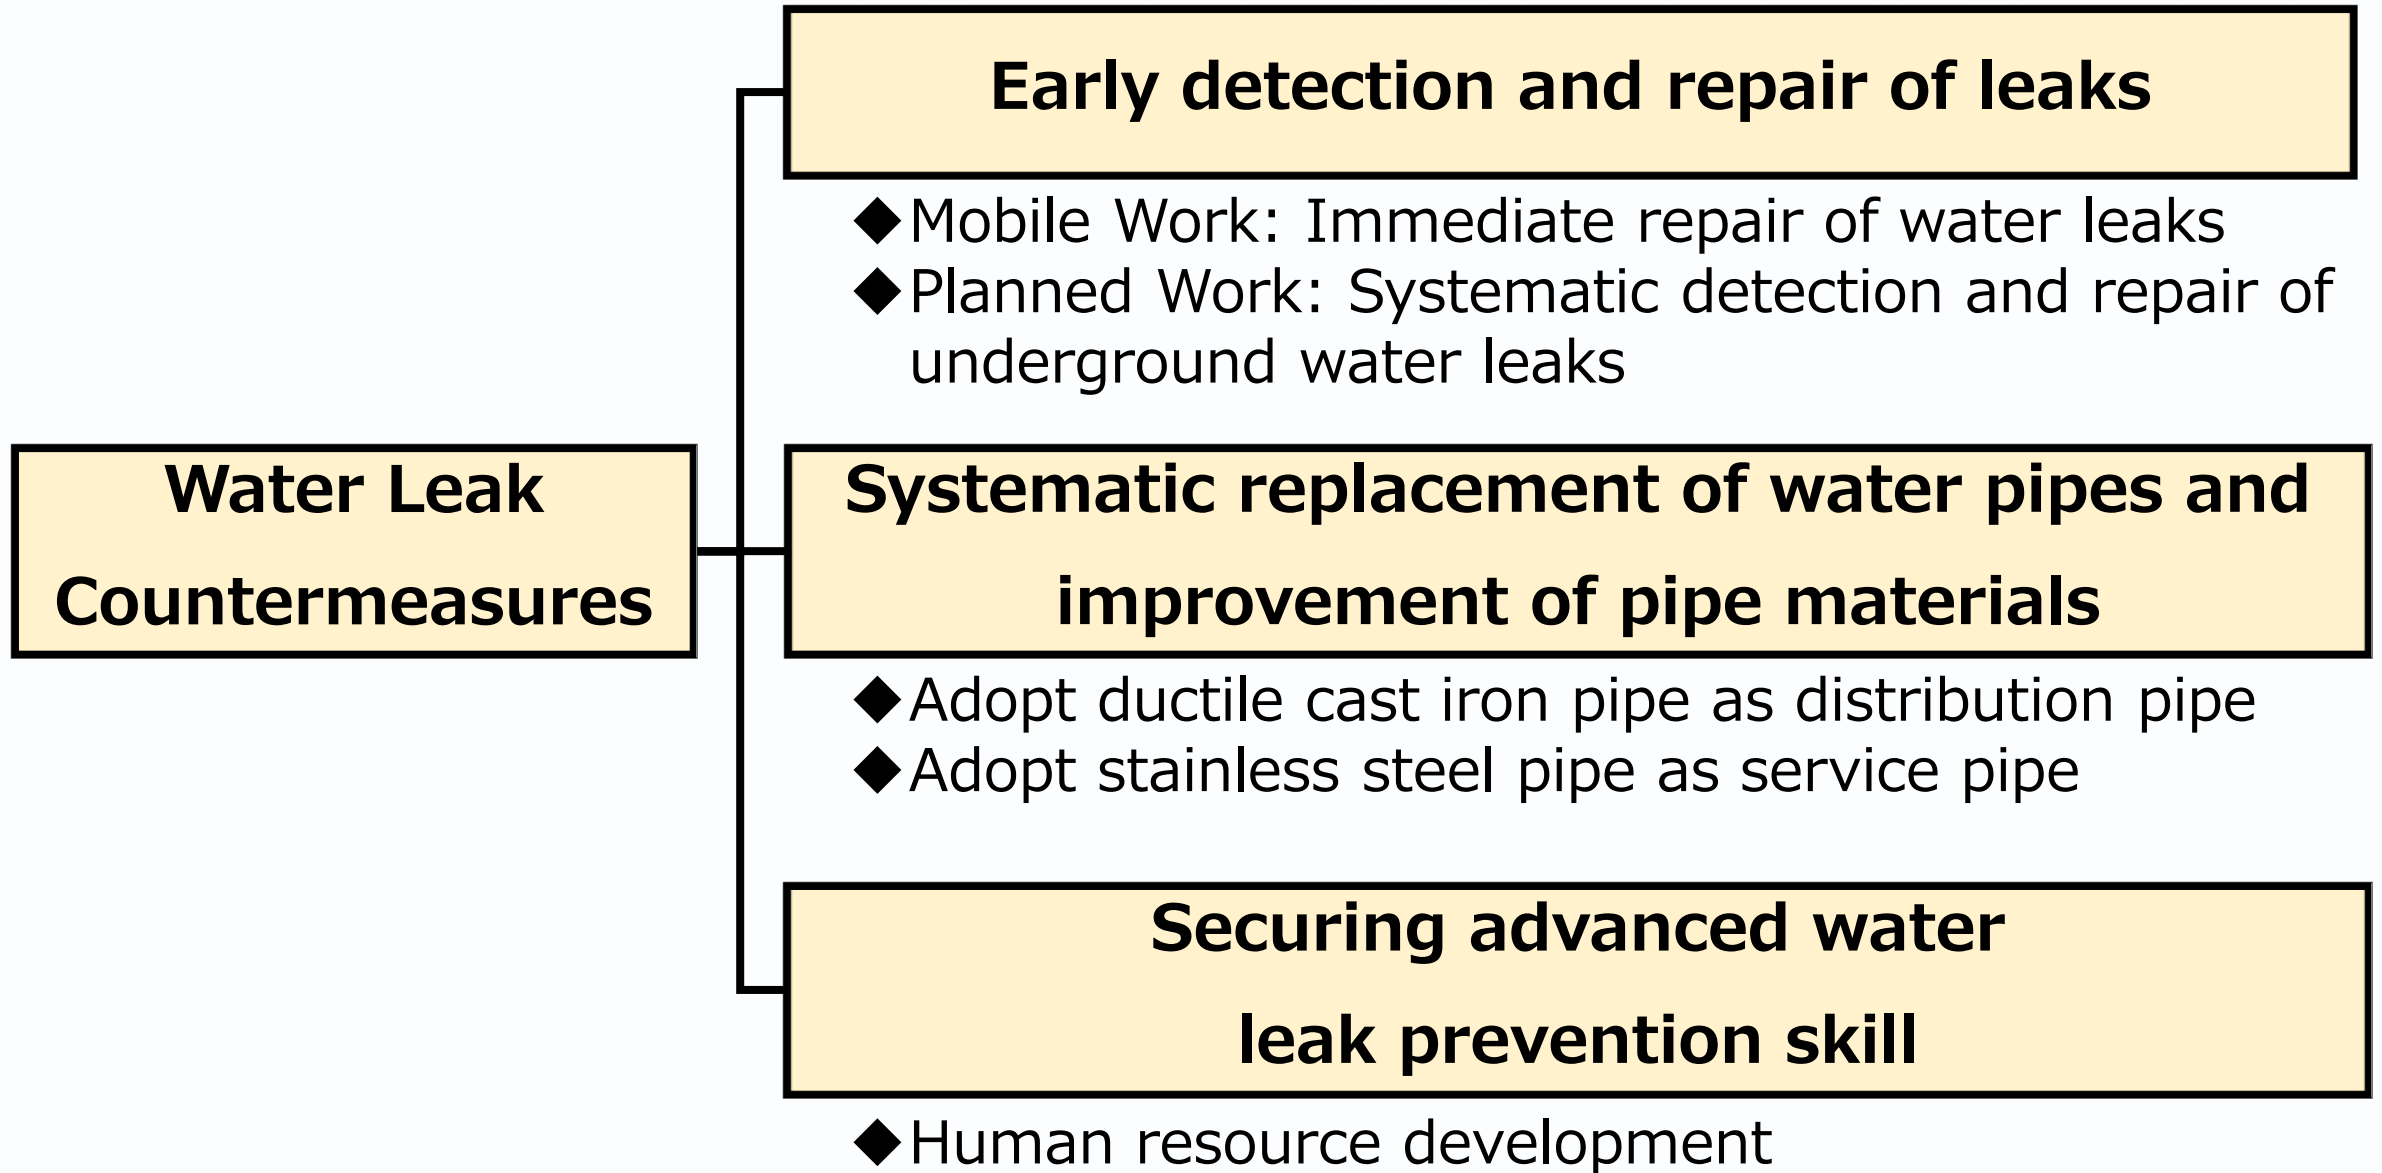 Early detection and repair of leaks
◆Mobile Work: Immediate repair of water leaks
◆Planned Work: Systematic detection and repair of
underground water leaks
Water Leak
Countermeasures
Systematic replacement of water pipes and
improvement of pipe materials
◆Adopt ductile cast iron pipe as distribution pipe
◆Adopt stainless steel pipe as service pipe
Securing advanced water
leak prevention skill
◆Human resource development